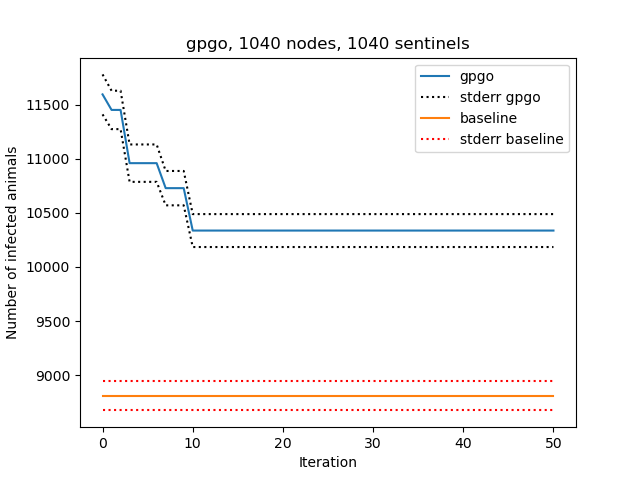 gpgo, 1040 nodes, 1040 sentinels
gpgo
stderr gpgo
baseline
stderr baseline
Number of infected animals
11500
11000
10500
10000
9500
9000
0 10 20 30 40 50
Iteration